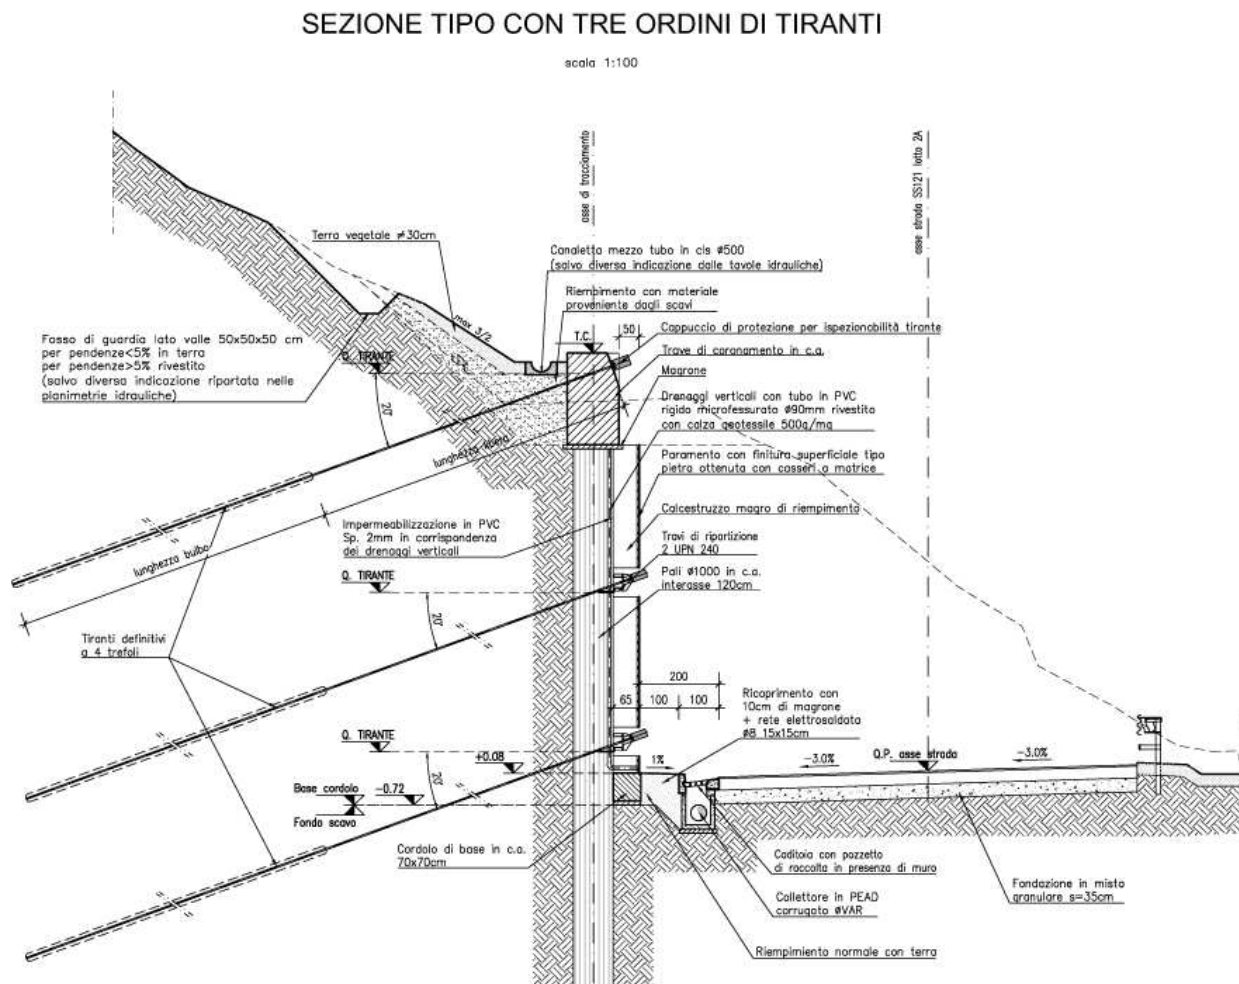 SEZIONE TIPO CON TRE ORDINI DI TIRANTI
scala 1:100
asse di tracciamento
asse strada SS121 lotto 2A
Terra vegetale ≠30cm
Canaletta mezzo tubo in cls ø500
(salvo diversa indicazione dalle tavole idrauliche)
Riempimento con materiale
proveniente dagli scavi
max 3/2
T.C.
50
Cappuccio di protezione per ispezionabilità tirante
Trave di coronamento in c.a.
Magrone
Fosso di guardia lato valle 50x50x50 cm
per pendenze<5% in terra
per pendenze>5% rivestito
(salvo diversa indicazione riportata nelle
planimetrie idrauliche)
Q. TIRANTE
20°
Drenaggi verticali con tubo in PVC
rigido microfessurato ø90mm rivestito
con calza geotessile 500g/mq
lunghezza libera
Paramento con finitura superficiale tipo
pietra ottenuta con casseri a matrice
Calcestruzzo magro di riempimento
Impermeabilizzazione in PVC
Sp. 2mm in corrispondenza
dei drenaggi verticali
Travi di ripartizione
2 UPN 240
lunghezza bulbo
Q. TIRANTE
Pali ø1000 in c.a.
interasse 120cm
20°
Tiranti definitivi
a 4 trefoli
200
65
100
100
Ricoprimento con
10cm di magrone
+ rete elettrosaldata
ø8 15x15cm
Q. TIRANTE
20°
+0.08
1%
-3.0%
Q.P. asse strada
-3.0%
Base cordolo
-0.72
Fondo scavo
Cordolo di base in c.a.
70x70cm
Caditoia con pozzetto
di raccolta in presenza di muro
Collettore in PEAD
corrugato øVAR
Fondazione in misto
granulare s=35cm
Riempimiento normale con terra